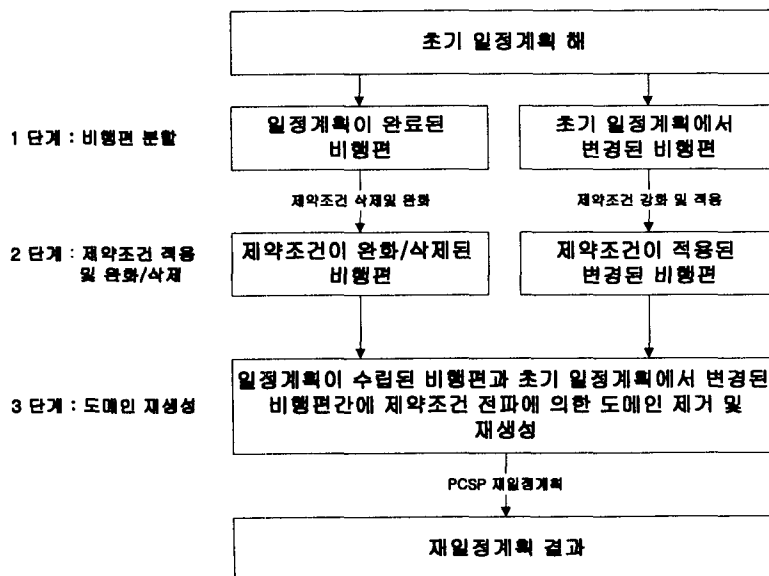 초기 일정계획 해
1 단계 : 비행편 분할
일정계획이 완료된
비행편
초기 일정계획에서
변경된 비행편
제약조건 삭제및 완화
제약조건 강화 및 적용
2 단계 : 제약조건 적용
및 완화/삭제
제약조건이 완화/삭제된
비행편
제약조건이 적용된
변경된 비행편
3 단계 : 도메인 재생성
일정계획이 수립된 비행편과 초기 일정계획에서 변경된
비행편간에 제약조건 전파에 의한 도메인 제거 및
재생성
PCSP 재일정계획
재일정계획 결과